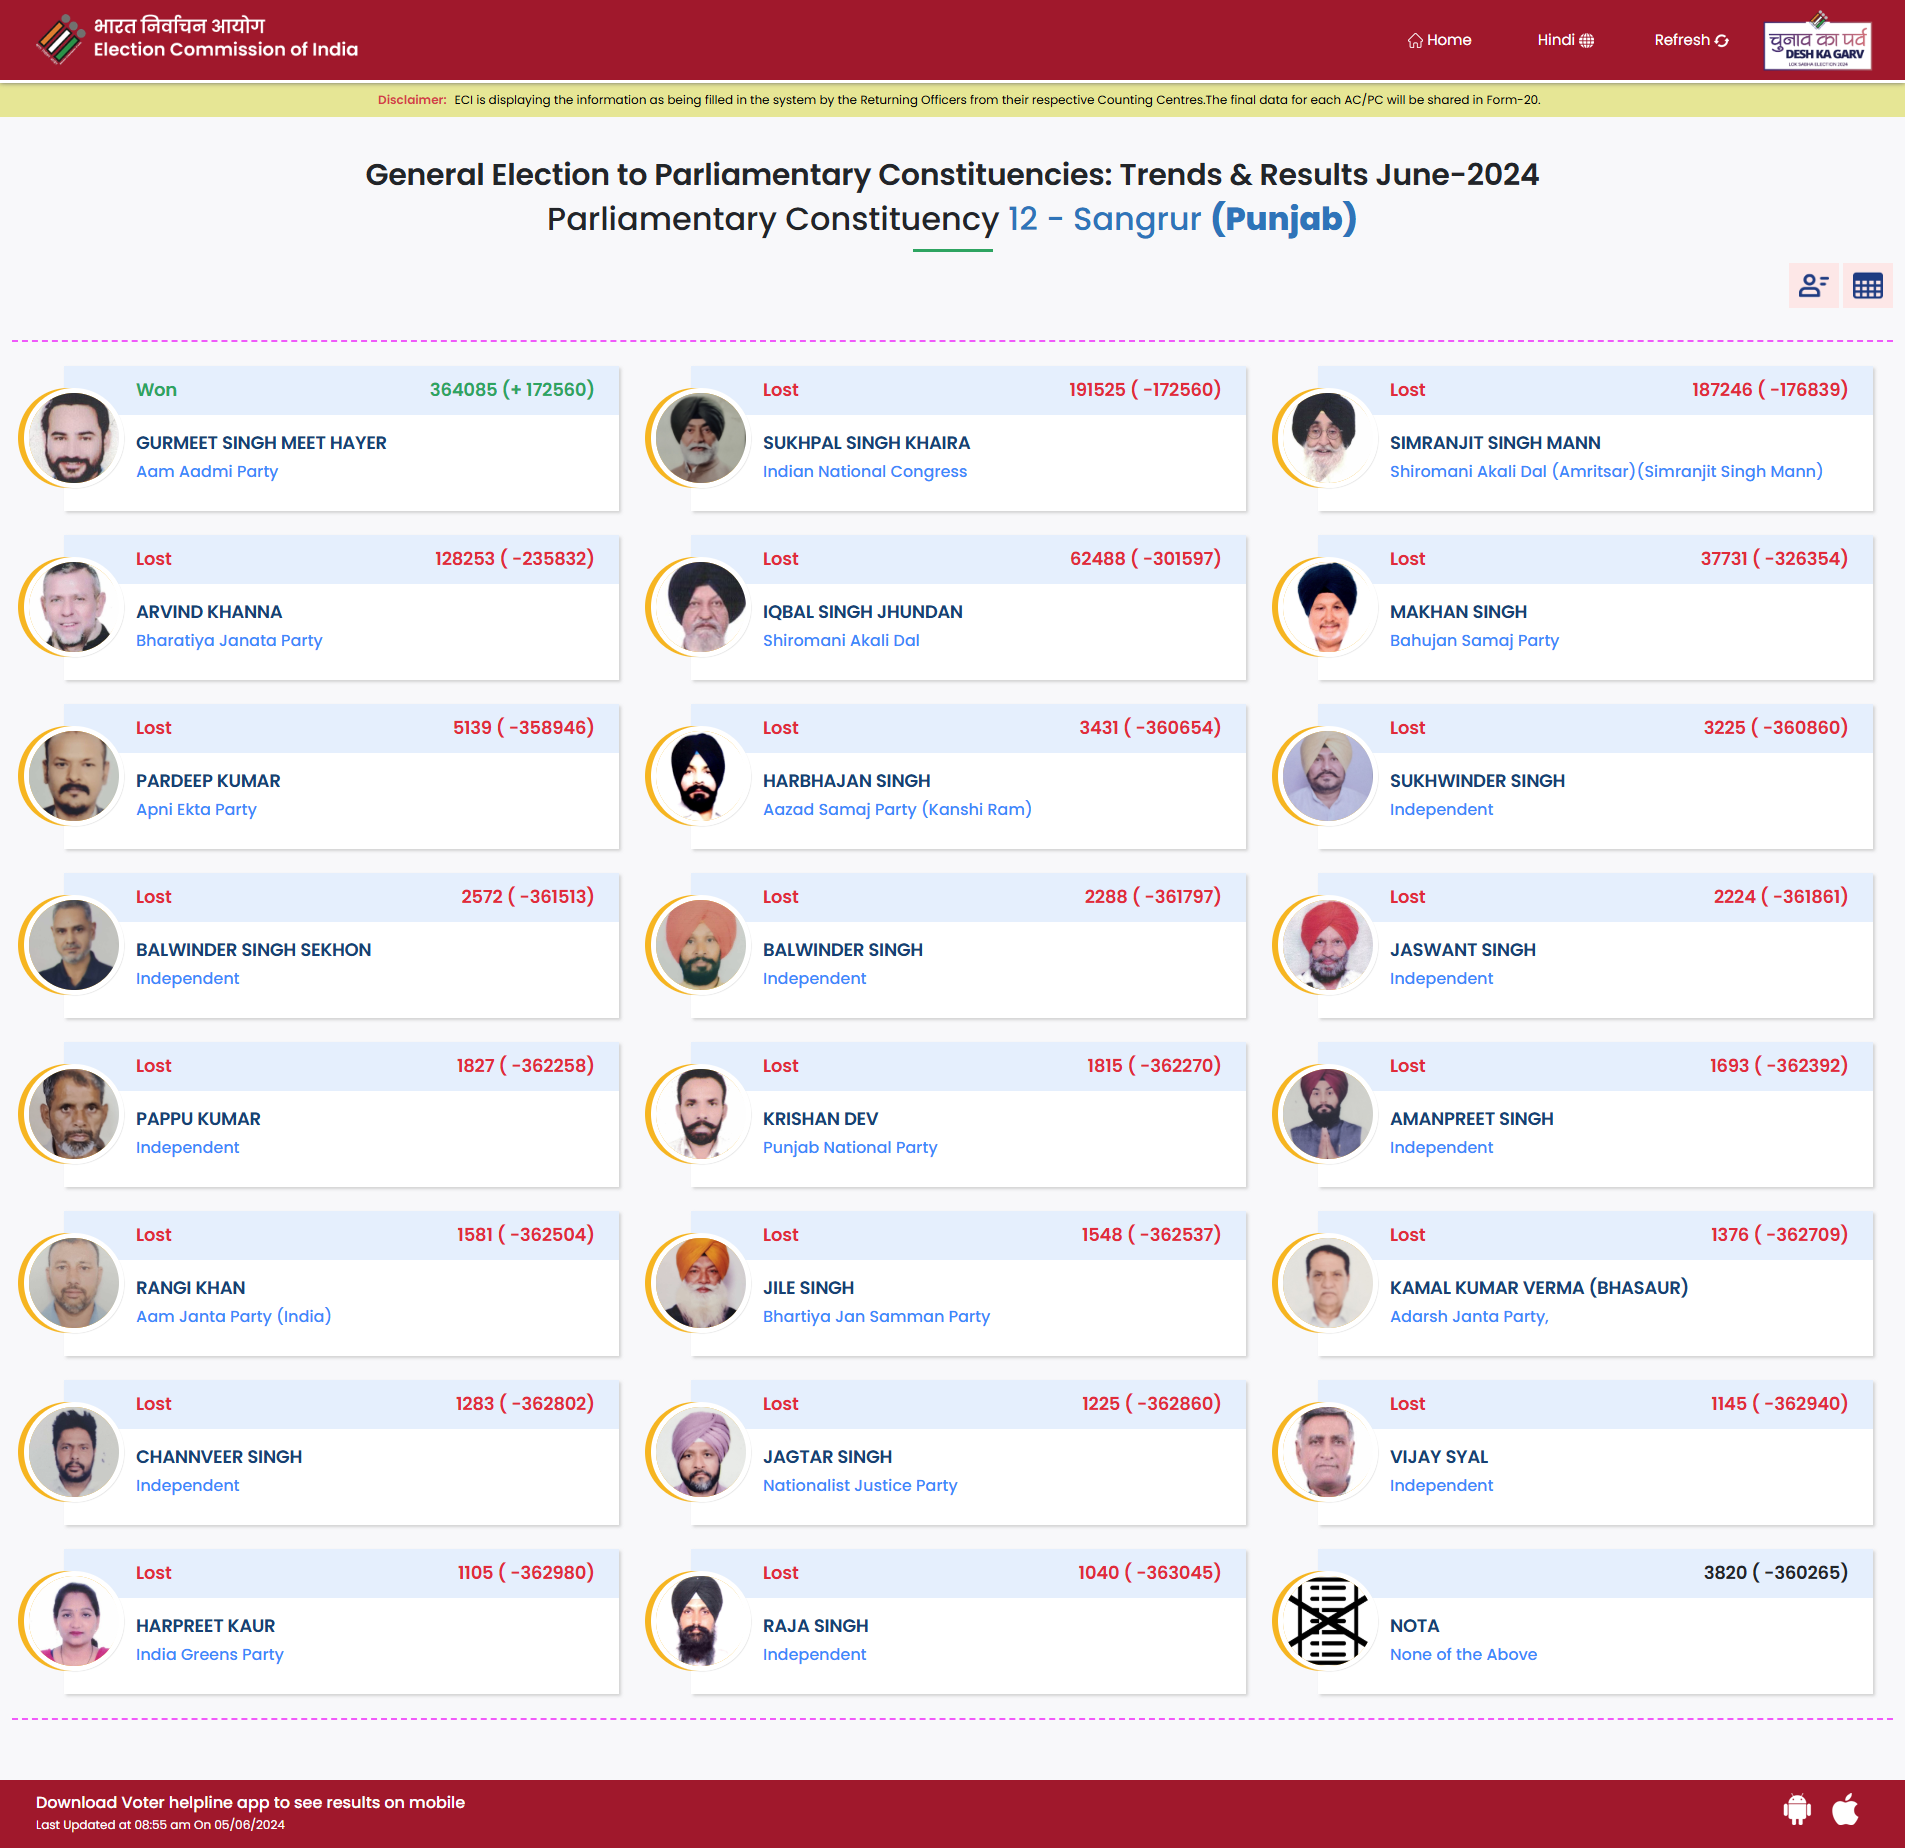 भारत निर्वाचन आयोग
Election Commission of India
Home
Hindi
Refresh
चुनाव का पर्व
DESH KA GARV
LOK SABHA ELECTION 2024
Disclaimer: ECI is displaying the information as being filled in the system by the Returning Officers from their respective Counting Centres.The final data for each AC/PC will be shared in Form-20.
General Election to Parliamentary Constituencies: Trends & Results June-2024
Parliamentary Constituency 12 - Sangrur (Punjab)
Won 364085 (+ 172560)
GURMEET SINGH MEET HAYER
Aam Aadmi Party
Lost 191525 ( -172560)
SUKHPAL SINGH KHAIRA
Indian National Congress
Lost 187246 ( -176839)
SIMRANJIT SINGH MANN
Shiromani Akali Dal (Amritsar)(Simranjit Singh Mann)
Lost 128253 ( -235832)
ARVIND KHANNA
Bharatiya Janata Party
Lost 62488 ( -301597)
IQBAL SINGH JHUNDAN
Shiromani Akali Dal
Lost 37731 ( -326354)
MAKHAN SINGH
Bahujan Samaj Party
Lost 5139 ( -358946)
PARDEEP KUMAR
Apni Ekta Party
Lost 3431 ( -360654)
HARBHAJAN SINGH
Aazad Samaj Party (Kanshi Ram)
Lost 3225 ( -360860)
SUKHWINDER SINGH
Independent
Lost 2572 ( -361513)
BALWINDER SINGH SEKHON
Independent
Lost 2288 ( -361797)
BALWINDER SINGH
Independent
Lost 2224 ( -361861)
JASWANT SINGH
Independent
Lost 1827 ( -362258)
PAPPU KUMAR
Independent
Lost 1815 ( -362270)
KRISHAN DEV
Punjab National Party
Lost 1693 ( -362392)
AMANPREET SINGH
Independent
Lost 1581 ( -362504)
RANGI KHAN
Aam Janta Party (India)
Lost 1548 ( -362537)
JILE SINGH
Bhartiya Jan Samman Party
Lost 1376 ( -362709)
KAMAL KUMAR VERMA (BHASAUR)
Adarsh Janta Party,
Lost 1283 ( -362802)
CHANNVEER SINGH
Independent
Lost 1225 ( -362860)
JAGTAR SINGH
Nationalist Justice Party
Lost 1145 ( -362940)
VIJAY SYAL
Independent
Lost 1105 ( -362980)
HARPREET KAUR
India Greens Party
Lost 1040 ( -363045)
RAJA SINGH
Independent
3820 ( -360265)
NOTA
None of the Above
Download Voter helpline app to see results on mobile
Last Updated at 08:55 am On 05/06/2024